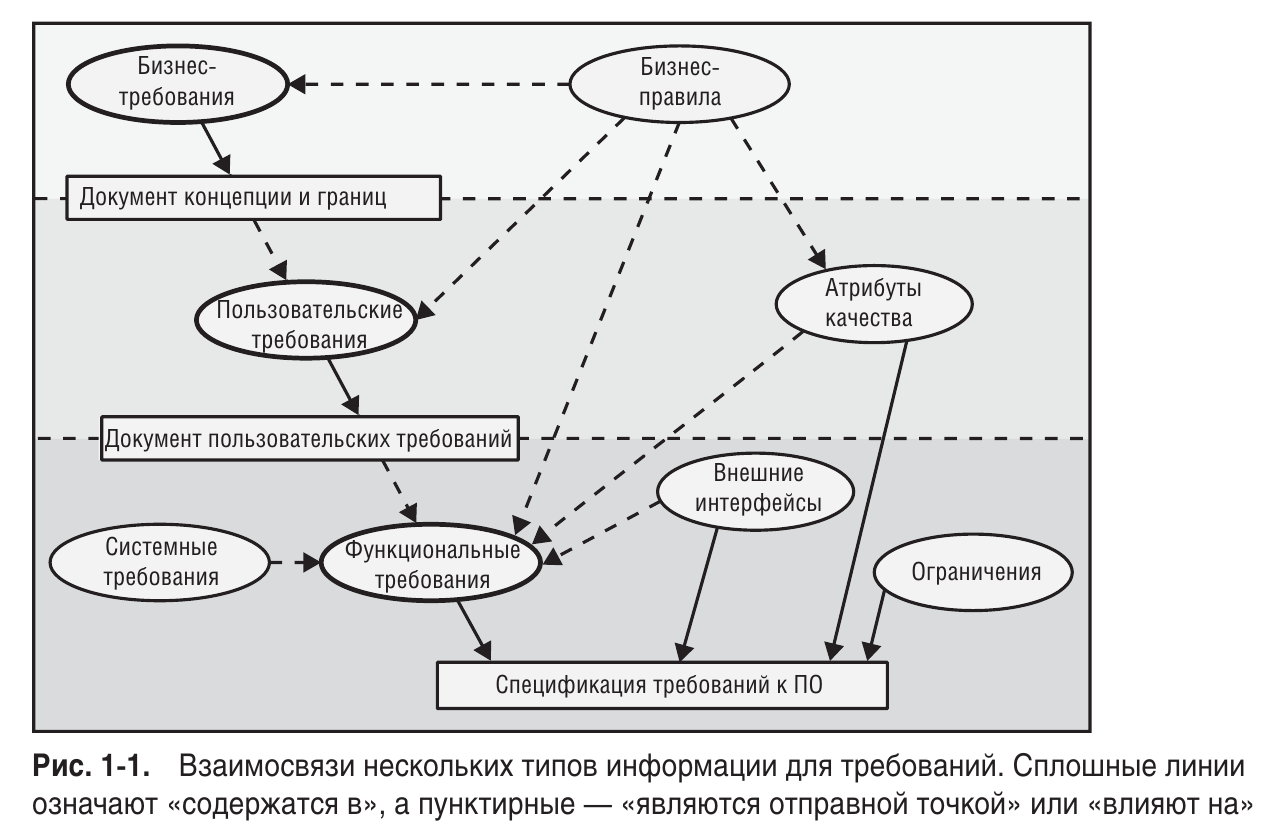 Бизнес-
требования
Бизнес-
правила
Документ концепции и границ
Пользовательские
требования
Атрибуты
качества
Документ пользовательских требований
Внешние
интерфейсы
Системные
требования
Функциональные
требования
Ограничения
Спецификация требований к ПО
Рис. 1-1. Взаимосвязи нескольких типов информации для требований. Сплошные линии
означают «содержатся в», а пунктирные — «являются отправной точкой» или «влияют на»